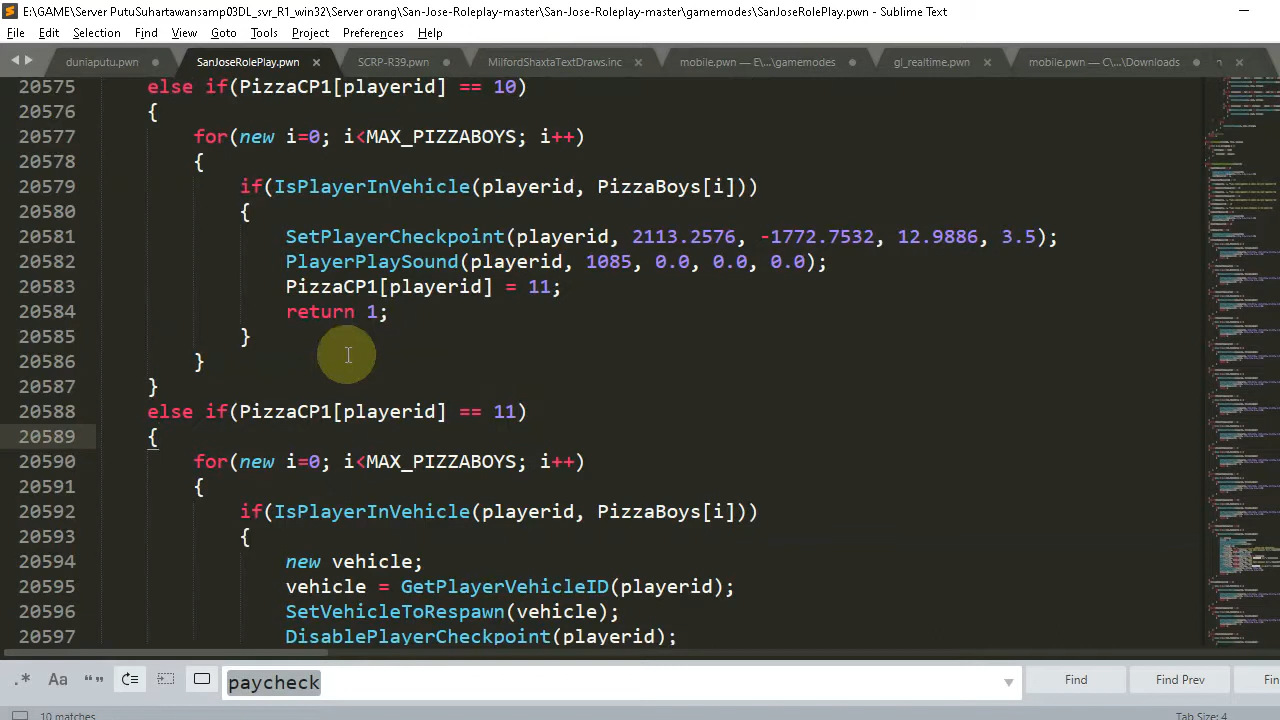 E:\GAME\Server PutuSuhartawansamp03DL_svr_R1_win32\Server orang\San-Jose-Roleplay-master\San-Jose-Roleplay-master\gamemodes\SanJoseRolePlay.pwn - Sublime Text
File Edit Selection Find View Goto Tools Project Preferences Help
duniaputu.pwn SanJoseRolePlay.pwn SCRP-R39.pwn MilfordShaxtaTextDraws.inc mobile.pwn — E\...\gamemodes gl_realtime.pwn mobile.pwn — C\...\Downloads
20575 else if(PizzaCP1[playerid] == 10)
20576 {
20577 for(new i=0; i<MAX_PIZZABOYS; i++)
20578 {
20579 if(IsPlayerInVehicle(playerid, PizzaBoys[i]))
20580 {
20581 SetPlayerCheckpoint(playerid, 2113.2576, -1772.7532, 12.9886, 3.5);
20582 PlayerPlaySound(playerid, 1085, 0.0, 0.0, 0.0);
20583 PizzaCP1[playerid] = 11;
20584 return 1;
20585 }
20586 }
20587 }
20588 else if(PizzaCP1[playerid] == 11)
20589 {
20590 for(new i=0; i<MAX_PIZZABOYS; i++)
20591 {
20592 if(IsPlayerInVehicle(playerid, PizzaBoys[i]))
20593 {
20594 new vehicle;
20595 vehicle = GetPlayerVehicleID(playerid);
20596 SetVehicleToRespawn(vehicle);
20597 DisablePlayerCheckpoint(playerid);
.* Aa “” paycheck Find Find Prev Fin
10 matches Tab Size: 4